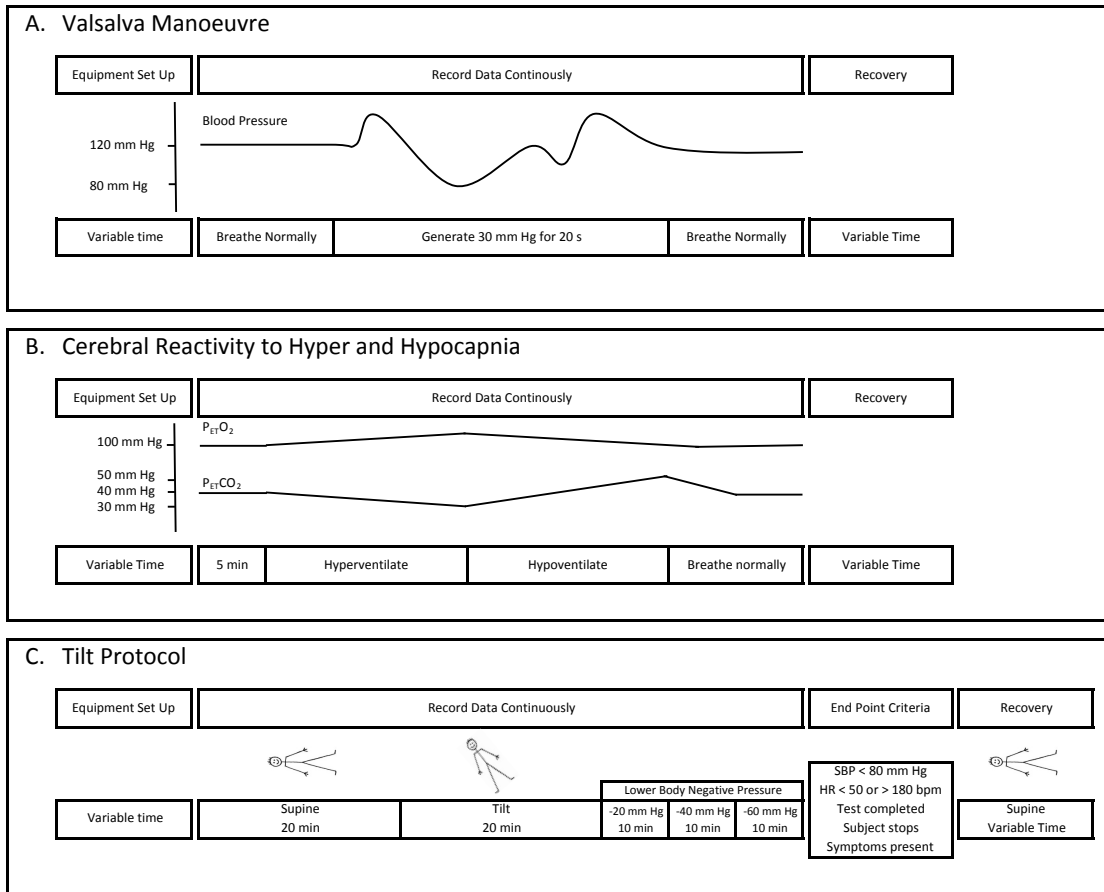 A. Valsalva Manoeuvre
Equipment Set Up
Record Data Continously
Recovery
Blood Pressure
120 mm Hg
80 mm Hg
Variable time
Breathe Normally
Generate 30 mm Hg for 20 s
Breathe Normally
Variable Time
B. Cerebral Reactivity to Hyper and Hypocapnia
Equipment Set Up
Record Data Continously
Recovery
PETO2
100 mm Hg
50 mm Hg
40 mm Hg
30 mm Hg
PETCO2
Variable Time
5 min
Hyperventilate
Hypoventilate
Breathe normally
Variable Time
C. Tilt Protocol
Equipment Set Up
Record Data Continuously
End Point Criteria
Recovery
Variable time
Supine
20 min
Tilt
20 min
Lower Body Negative Pressure
-20 mm Hg
10 min
-40 mm Hg
10 min
-60 mm Hg
10 min
SBP < 80 mm Hg
HR < 50 or > 180 bpm
Test completed
Subject stops
Symptoms present
Supine
Variable Time